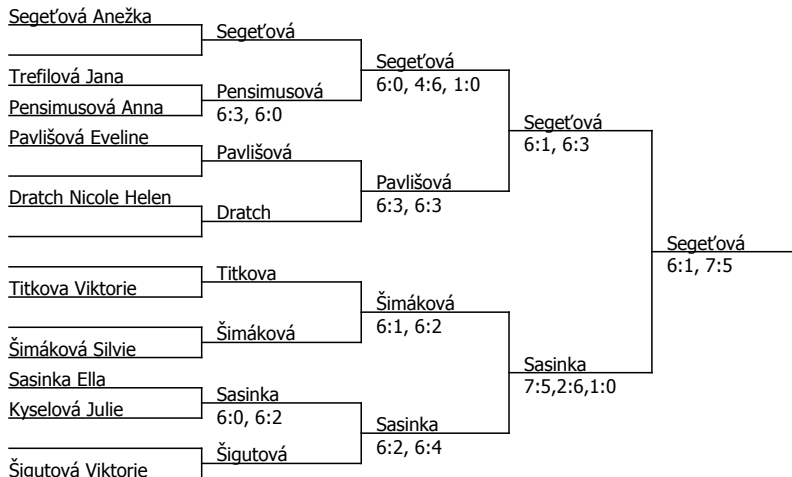 Segeťová Anežka
Trefilová Jana
Pensimusová Anna
Pavlišová Eveline
Dratch Nicole Helen
Titkova Viktorie
Šimáková Silvie
Sasinka Ella
Kyselová Julie
Šigutová Viktorie
Segeťová
Pensimusová
6:3, 6:0
Pavlišová
Dratch
Titkova
Šimáková
Sasinka
6:0, 6:2
Šigutová
Segeťová
6:0, 4:6, 1:0
Pavlišová
6:3, 6:3
Šimáková
6:1, 6:2
Sasinka
6:2, 6:4
Segeťová
6:1, 6:3
Sasinka
7:5,2:6,1:0
Segeťová
6:1, 7:5